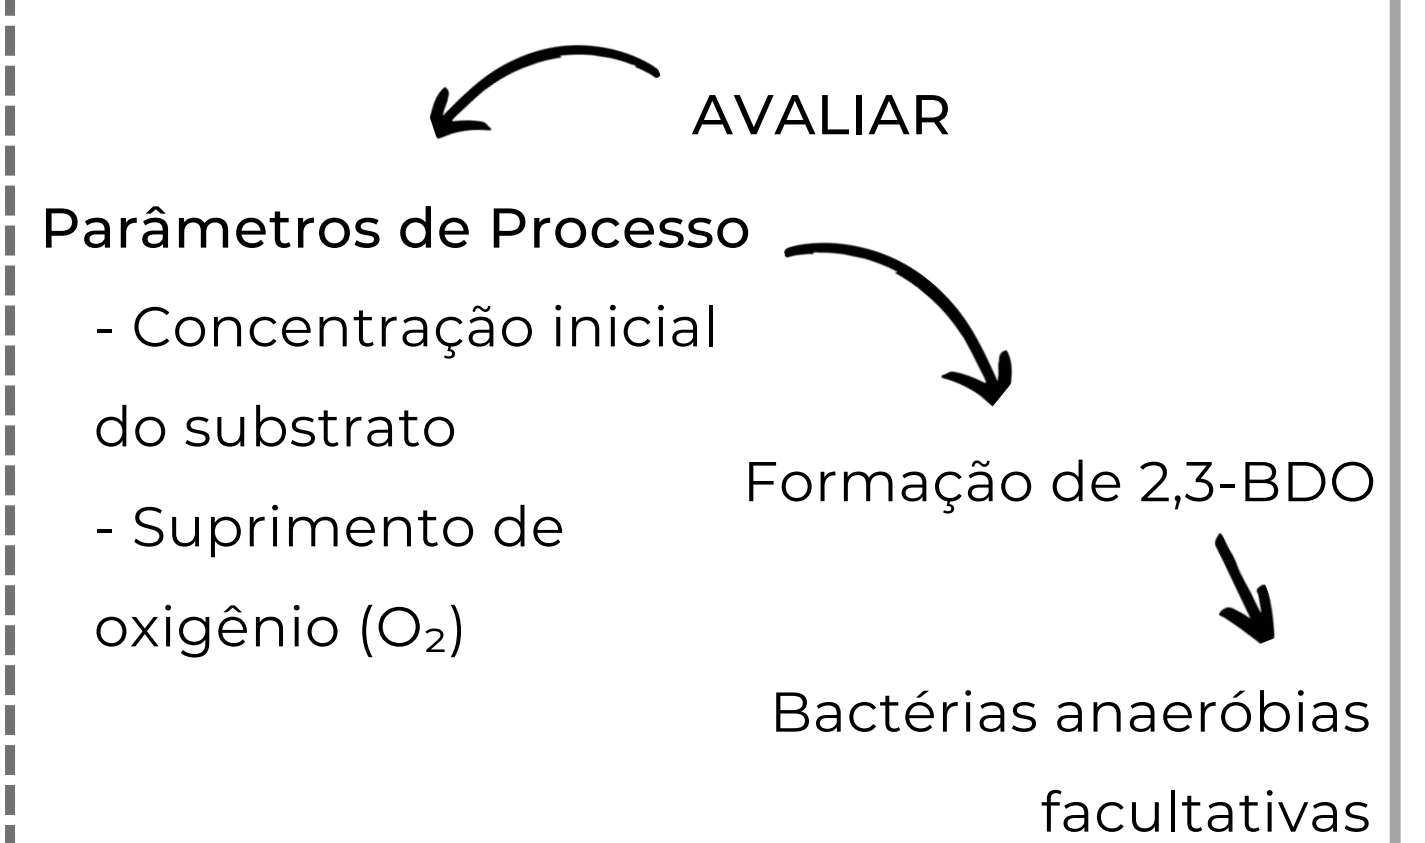 AVALIAR
Parâmetros de Processo
- Concentração inicial
do substrato
- Suprimento de
oxigênio (O₂)
Formação de 2,3-BDO
Bactérias anaeróbias
facultativas